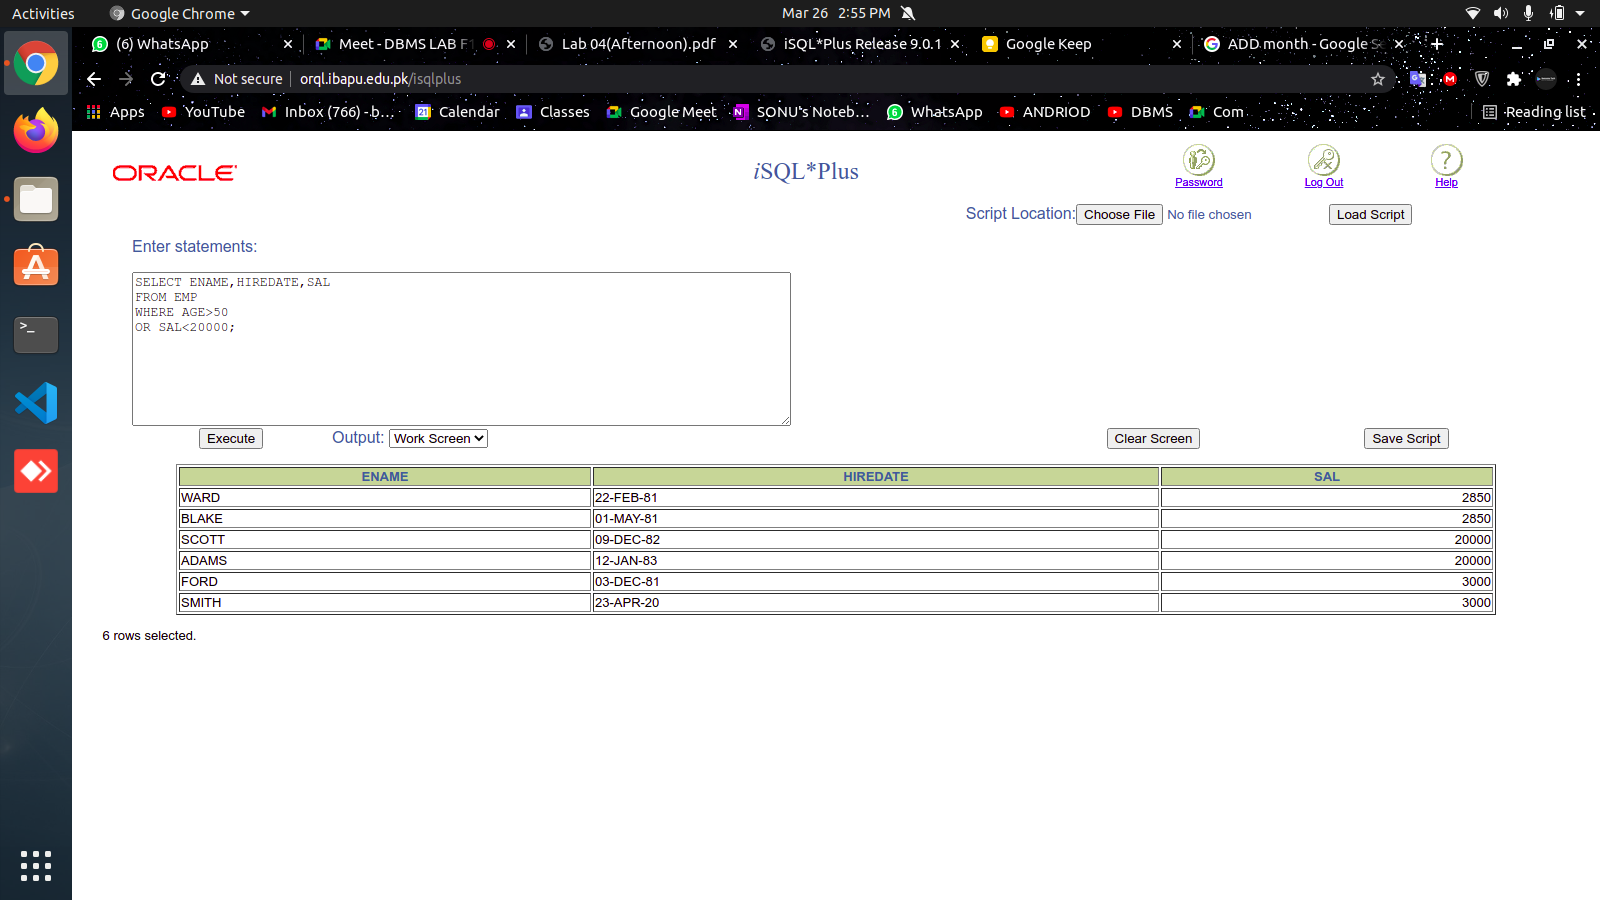 Activities Google Chrome Mar 26 2:55 PM
(6) WhatsApp Meet - DBMS LAB F1 Lab 04(Afternoon).pdf iSQL*Plus Release 9.0.1 Google Keep ADD month - Google Se
Not secure orql.ibapu.edu.pk/isqlplus
Apps YouTube Inbox (766) - b... Calendar Classes Google Meet SONU's Noteb... WhatsApp ANDRIOD DBMS Com Reading list
ORACLE iSQL*Plus
Password Log Out Help
Script Location: Choose File No file chosen Load Script
Enter statements:
SELECT ENAME,HIREDATE,SAL
FROM EMP
WHERE AGE>50
OR SAL<20000;
Execute Output: Work Screen Clear Screen Save Script
ENAME HIREDATE SAL
WARD 22-FEB-81 2850
BLAKE 01-MAY-81 2850
SCOTT 09-DEC-82 20000
ADAMS 12-JAN-83 20000
FORD 03-DEC-81 3000
SMITH 23-APR-20 3000
6 rows selected.